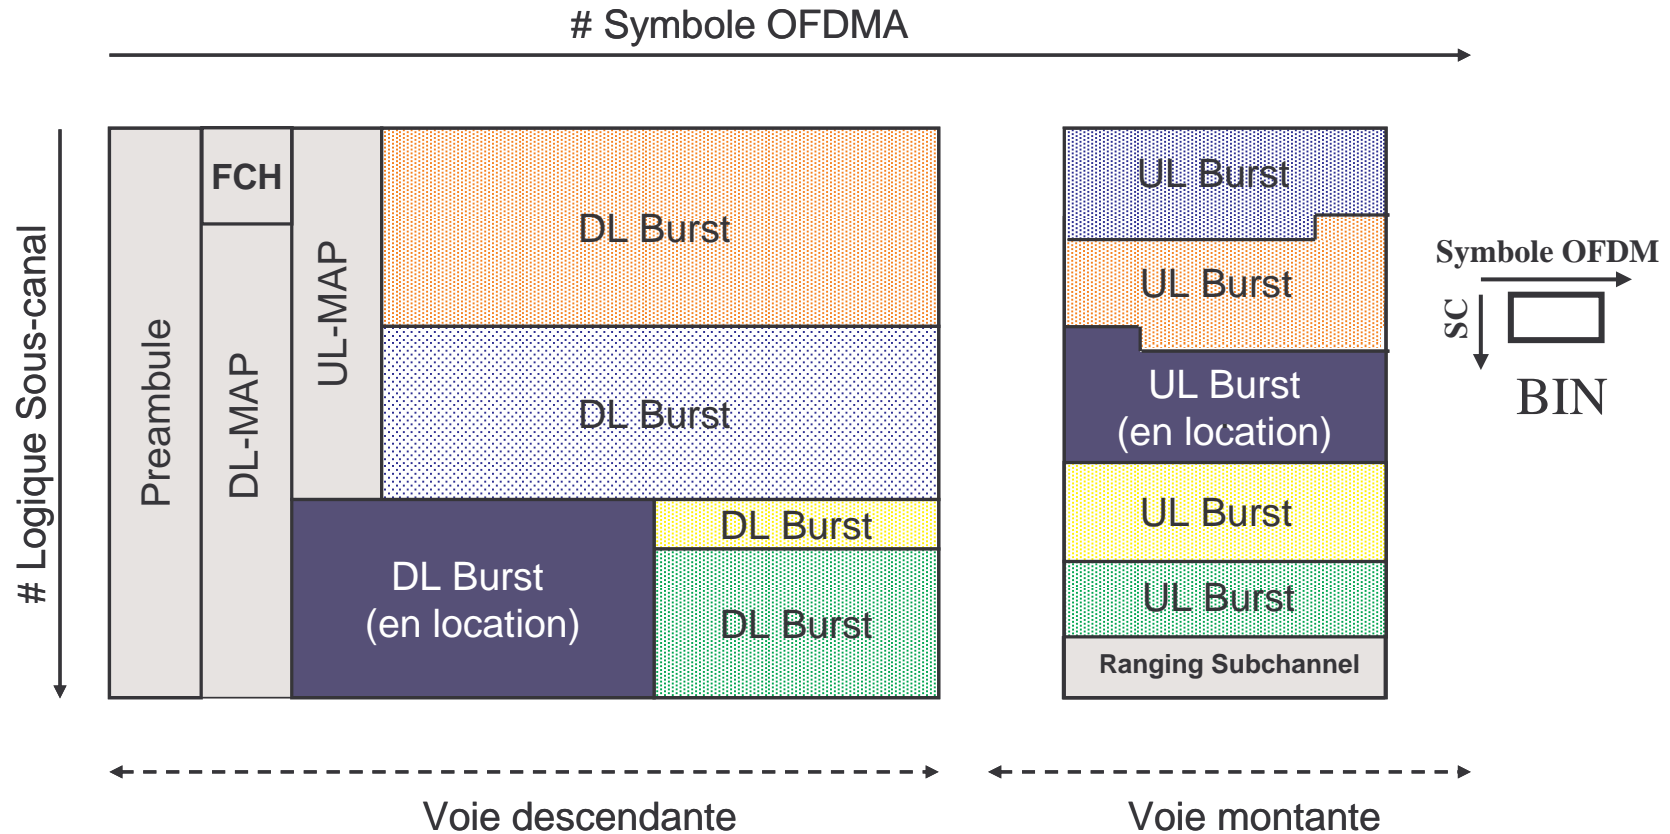 # Symbole OFDMA
# Logique Sous-canal
Preambule
FCH
DL-MAP
UL-MAP
DL Burst
DL Burst
DL Burst
(en location)
DL Burst
DL Burst
UL Burst
UL Burst
UL Burst
(en location)
UL Burst
UL Burst
Ranging Subchannel
Symbole OFDM
SC
BIN
Voie descendante
Voie montante